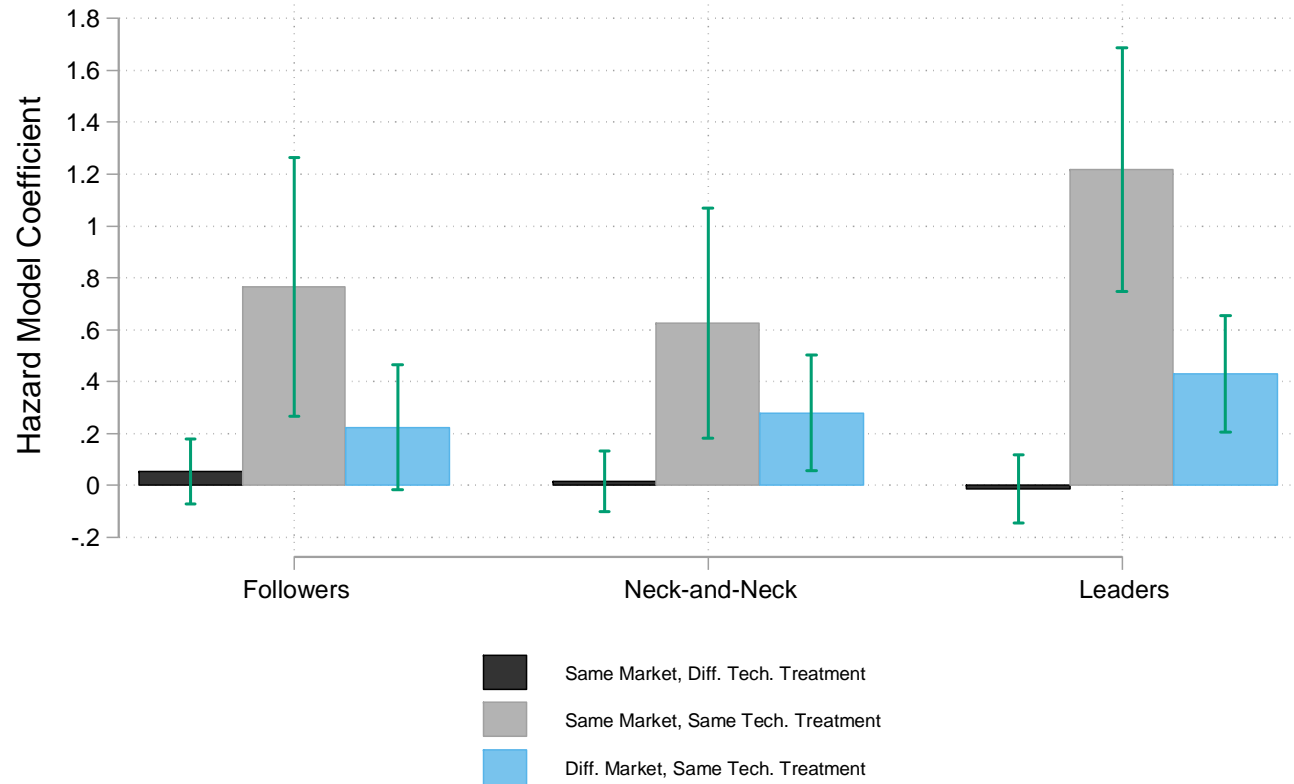 Hazard Model Coefficient
1.8
1.6
1.4
1.2
1
.8
.6
.4
.2
0
-.2
Followers Neck-and-Neck Leaders
Same Market, Diff. Tech. Treatment
Same Market, Same Tech. Treatment
Diff. Market, Same Tech. Treatment